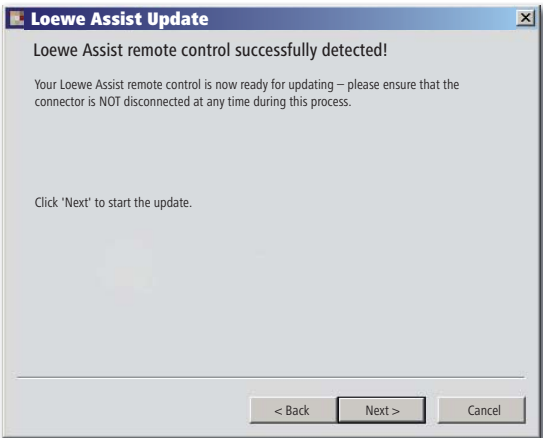 Loewe Assist Update
Loewe Assist remote control successfully detected!
Your Loewe Assist remote control is now ready for updating – please ensure that the
connector is NOT disconnected at any time during this process.
Click 'Next' to start the update.
< Back Next > Cancel